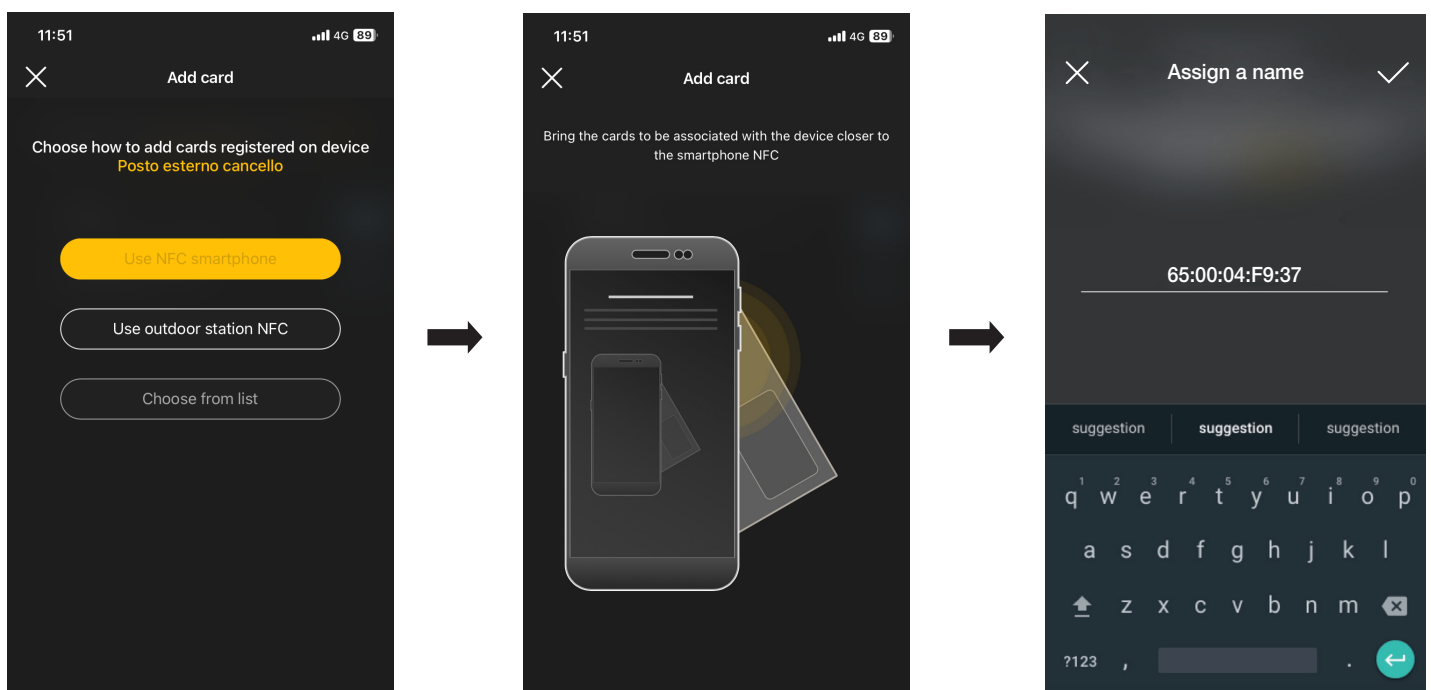 11:51
4G 89
Add card
Choose how to add cards registered on device
Posto esterno cancello
Use NFC smartphone
Use outdoor station NFC
Choose from list
11:51
4G 89
Add card
Bring the cards to be associated with the device closer to
the smartphone NFC
Assign a name
65:00:04:F9:37
suggestion suggestion suggestion
1 2 3 4 5 6 7 8 9 0
q w e r t y u i o p
a s d f g h j k l
z x c v b n m
?123 , .